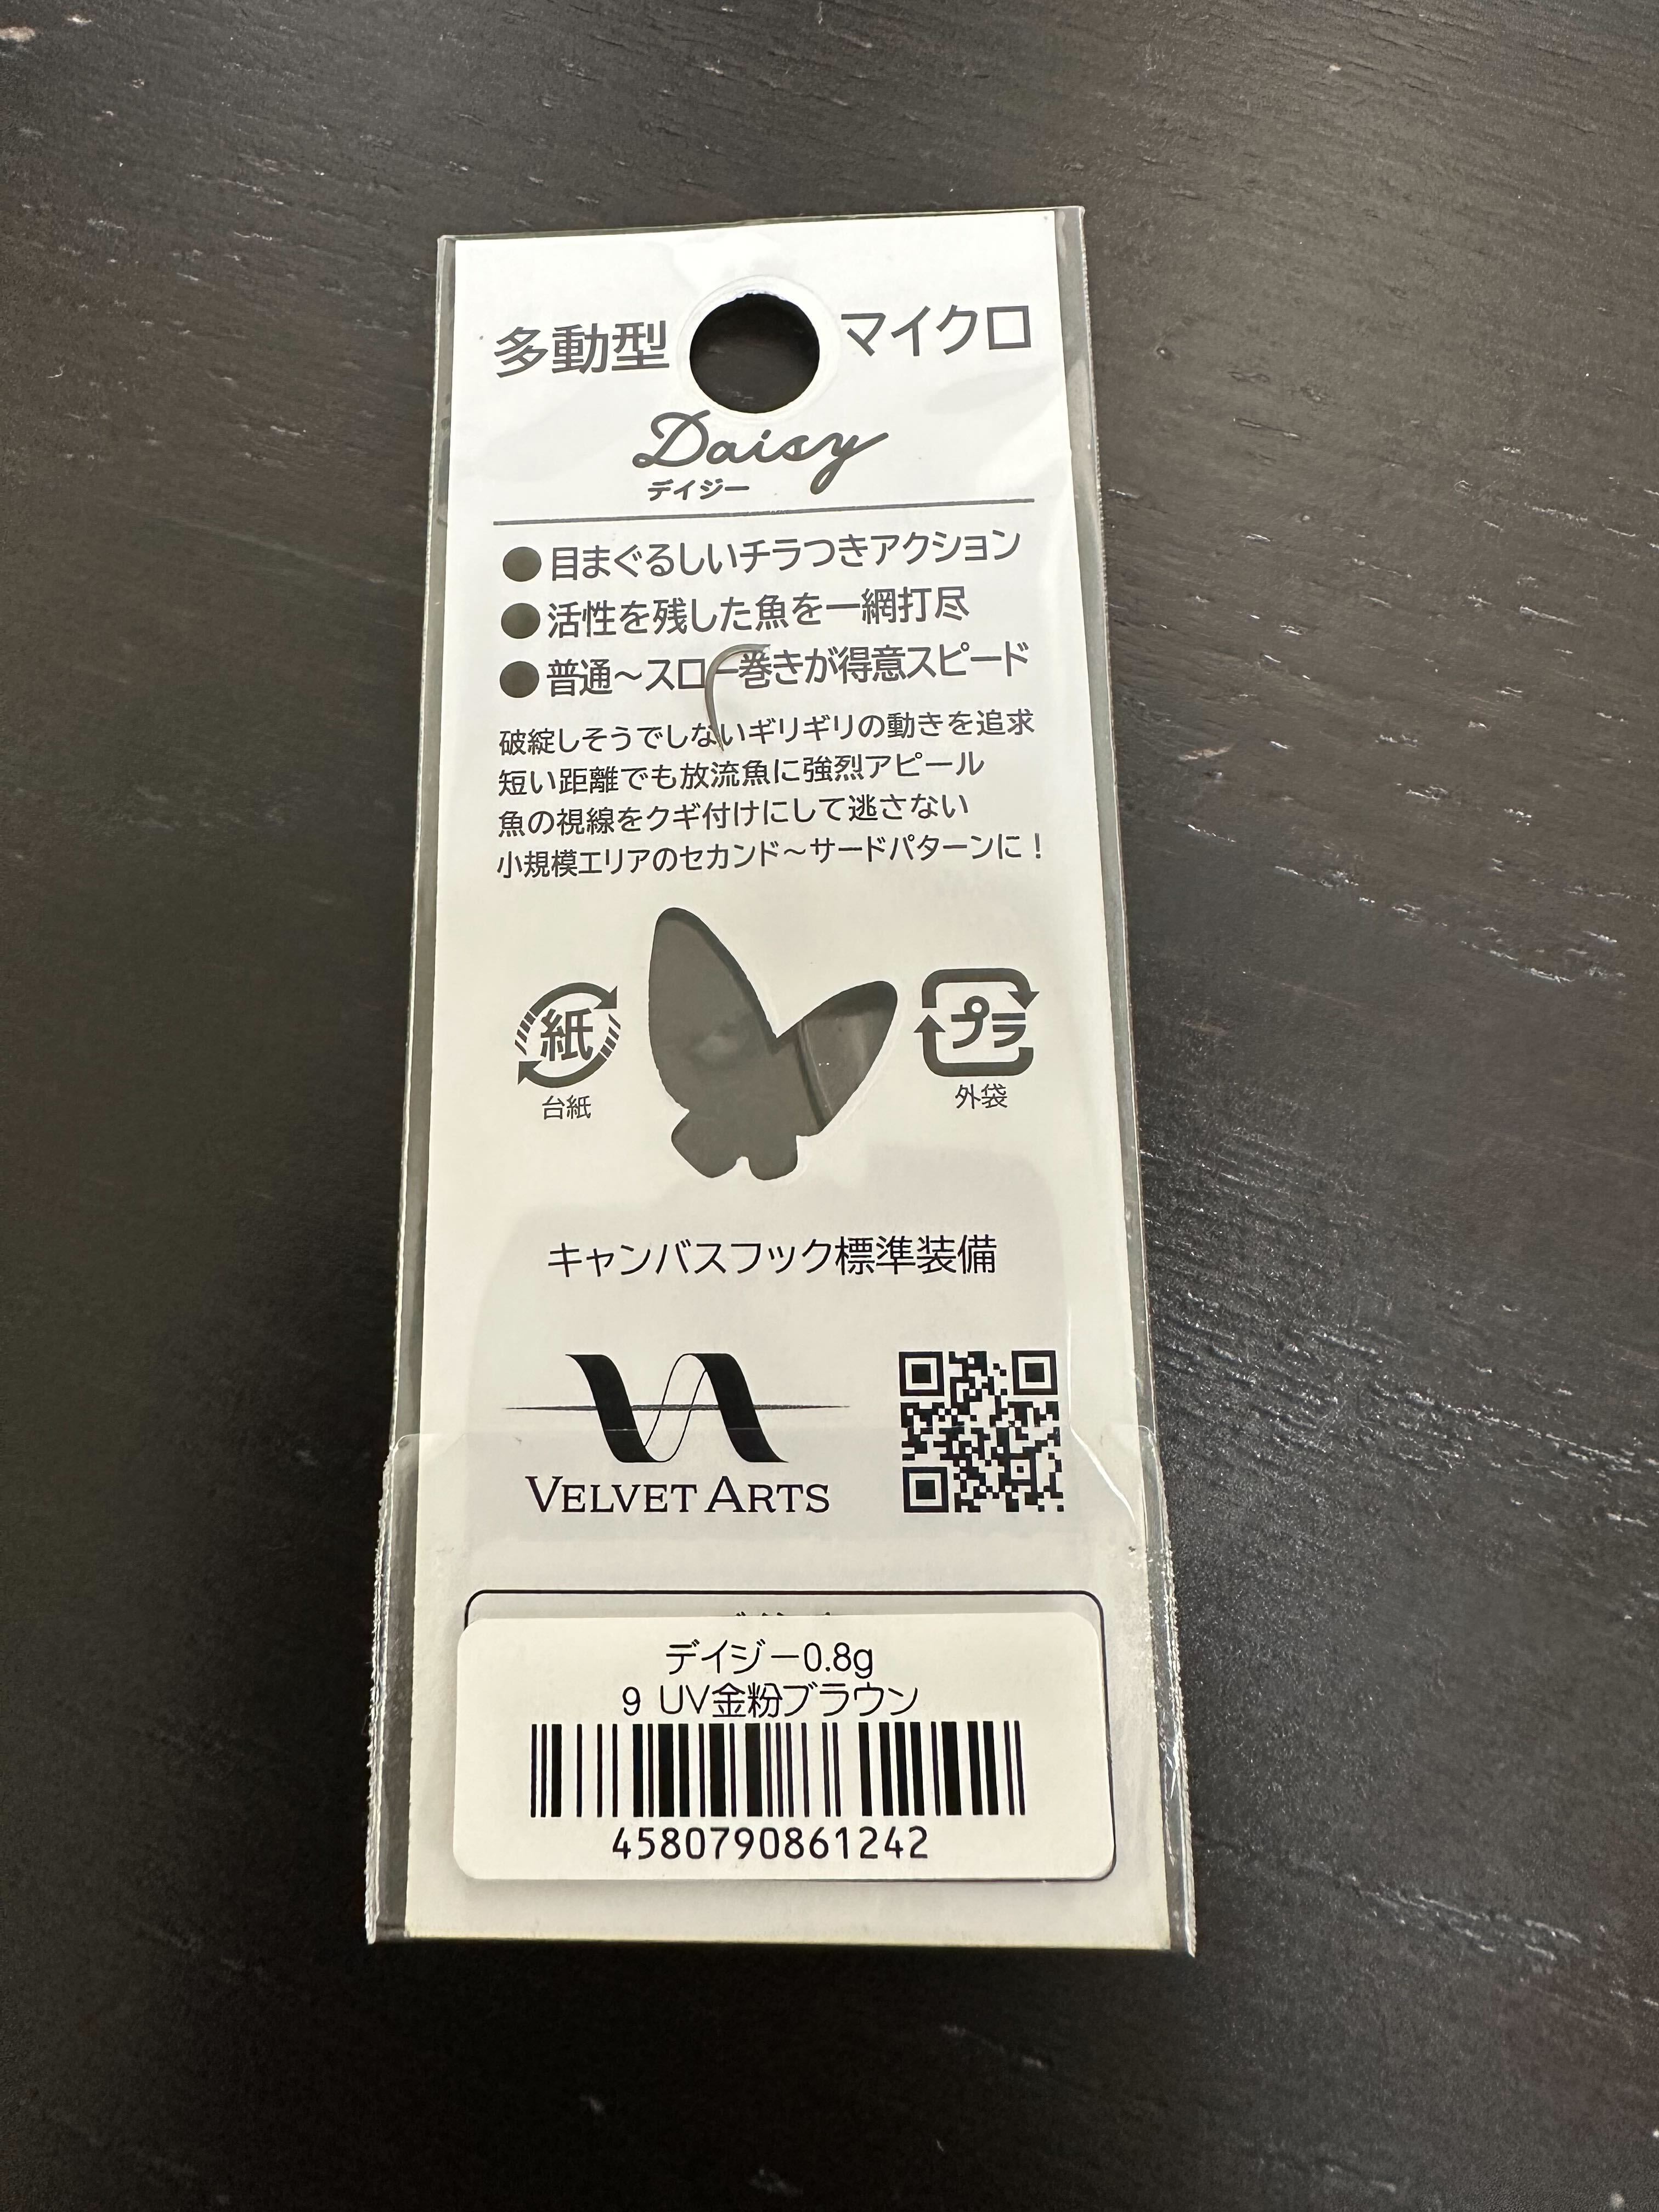 多動型 マイクロ
Daisy
デイジー
●目まぐるしいチラつきアクション
●活性を残した魚を一網打尽
●普通～スロー巻きが得意スピード
破綻しそうでしないギリギリの動きを追求
短い距離でも放流魚に強烈アピール
魚の視線をクギ付けにして逃さない
小規模エリアのセカンド～サードパターンに！
紙
台紙
プラ
外袋
キャンバスフック標準装備
VELVET ARTS
デイジー0.8g
9 UV金粉ブラウン
4580790861242